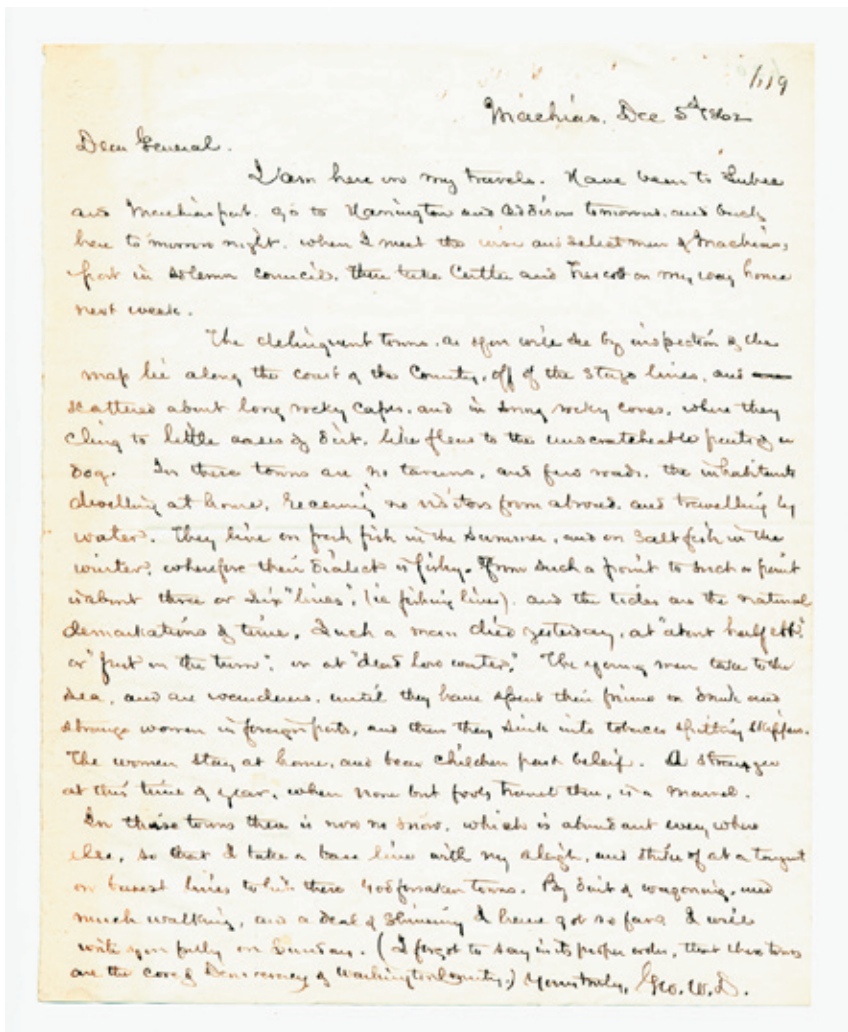 1119
Machias, Dec 5th 1862
Dear General.
I am here in my travels. Have been to Lubec
and Machiasport. go to Harrington and Addison tomorrow, and back
here tomorrow night, when I meet the wise and select men of Machias,
port in solemn council. then take Cutler and Trescott on my way home
next week.
The delinquent towns, as you will see by inspection of the
map lie along the coast of the County, off of the stage lines, and
scattered about long rocky capes, and in snug rocky coves, where they
cling to little oases of dirt, like fleas to the unscratcheable parts of a
dog. In these towns are no taverns, and few roads, the inhabitants
dwelling at home, receiving no visitors from abroad, and travelling by
water. They live on fresh fish in the summer, and on salt fish in the
winter, wherefore their dialect is fishy. From such a point to such a point
is about three or six "lines", (ie fishing lines). and the tides are the natural
demarkations of time. Such a man died yesterday, at "about half ebb",
or "just on the turn", or at "dead low water." The young men take to the
sea, and are wanderers, until they have spent their prime on drink and
strange women in foreign ports, and then they sink into tobacco spitting skippers.
The women stay at home, and bear children past beleif. A stranger
at this time of year, when none but fools travel there, is a marvel.
In these towns there is now no snow, which is abundant every where
else, so that I take a base line with my sleigh, and strike off at a tangent
on lines to hit these godforsaken towns. By dint of wagoning, and
much walking, and a deal of shinning I have got so far. I will
write you fully on Sunday. (I forgot to say in its proper order, that these towns
are the core of Democracy of Washington County.) Yours truly, Geo. W. D.